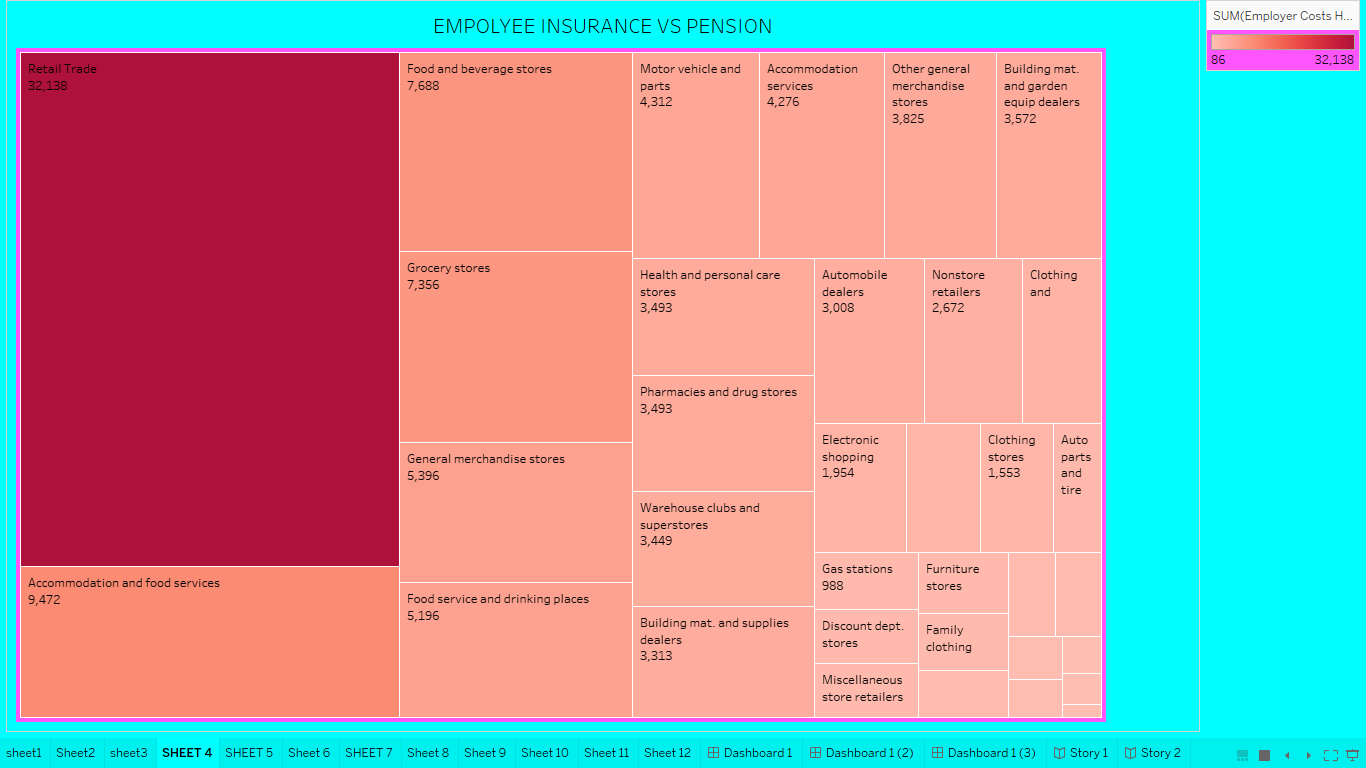 EMPOLYEE INSURANCE VS PENSION
SUM(Employer Costs H...
86
32,138
Retail Trade
32,138
Accommodation and food services
9,472
Food and beverage stores
7,688
Grocery stores
7,356
General merchandise stores
5,396
Food service and drinking places
5,196
Motor vehicle and
parts
4,312
Accommodation
services
4,276
Other general
merchandise
stores
3,825
Building mat.
and garden
equip dealers
3,572
Health and personal care
stores
3,493
Pharmacies and drug stores
3,493
Warehouse clubs and
superstores
3,449
Building mat. and supplies
dealers
3,313
Automobile
dealers
3,008
Nonstore
retailers
2,672
Clothing
and
Electronic
shopping
1,954
Clothing
stores
1,553
Auto
parts
and
tire
Gas stations
988
Discount dept.
stores
Miscellaneous
store retailers
Furniture
stores
Family
clothing
sheet1
Sheet2
sheet3
SHEET 4
SHEET 5
Sheet 6
SHEET 7
Sheet 8
Sheet 9
Sheet 10
Sheet 11
Sheet 12
Dashboard 1
Dashboard 1 (2)
Dashboard 1 (3)
Story 1
Story 2